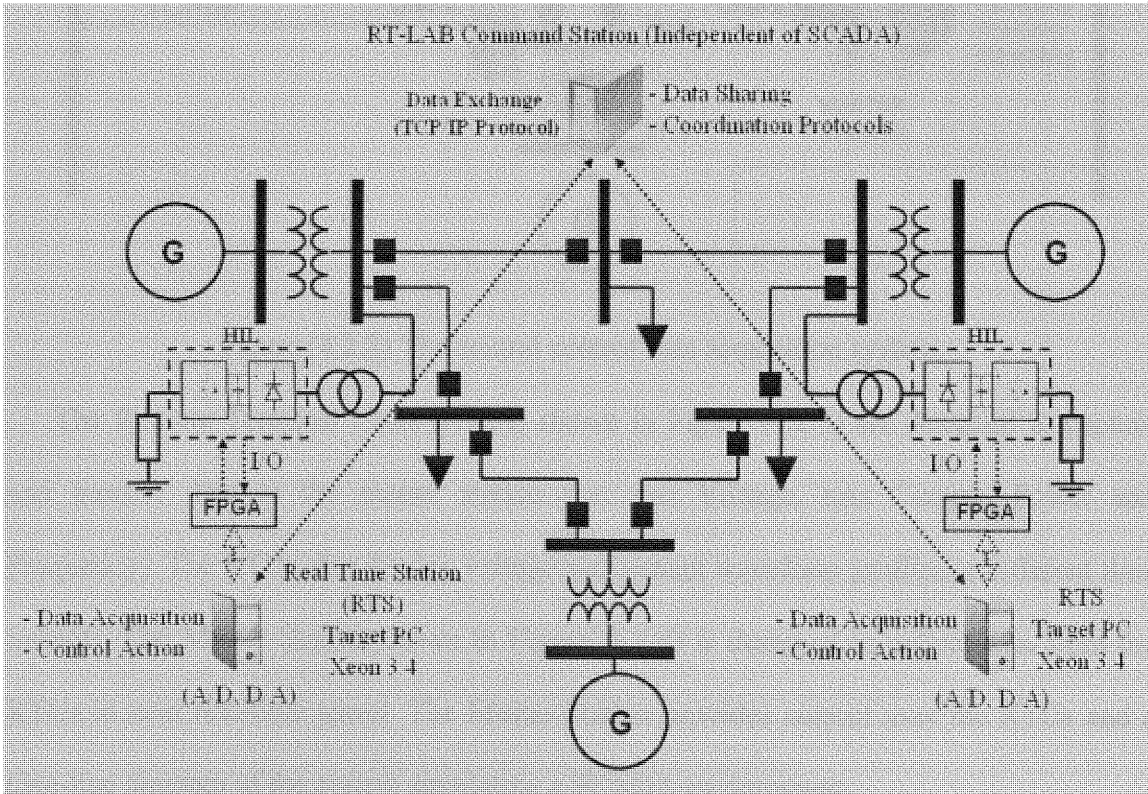 RT-LAB Command Station (Independent of SCADA)
Data Exchange
(TCP IP Protocol)
- Data Sharing
- Coordination Protocols
G
G
HIL
HIL
I O
I O
FPGA
FPGA
Real Time Station
(RTS)
Target PC
Xeon 3.4
- Data Acquisition
- Control Action
(A D, D A)
- Data Acquisition
- Control Action
(A D, D A)
RTS
Target PC
Xeon 3.4
G